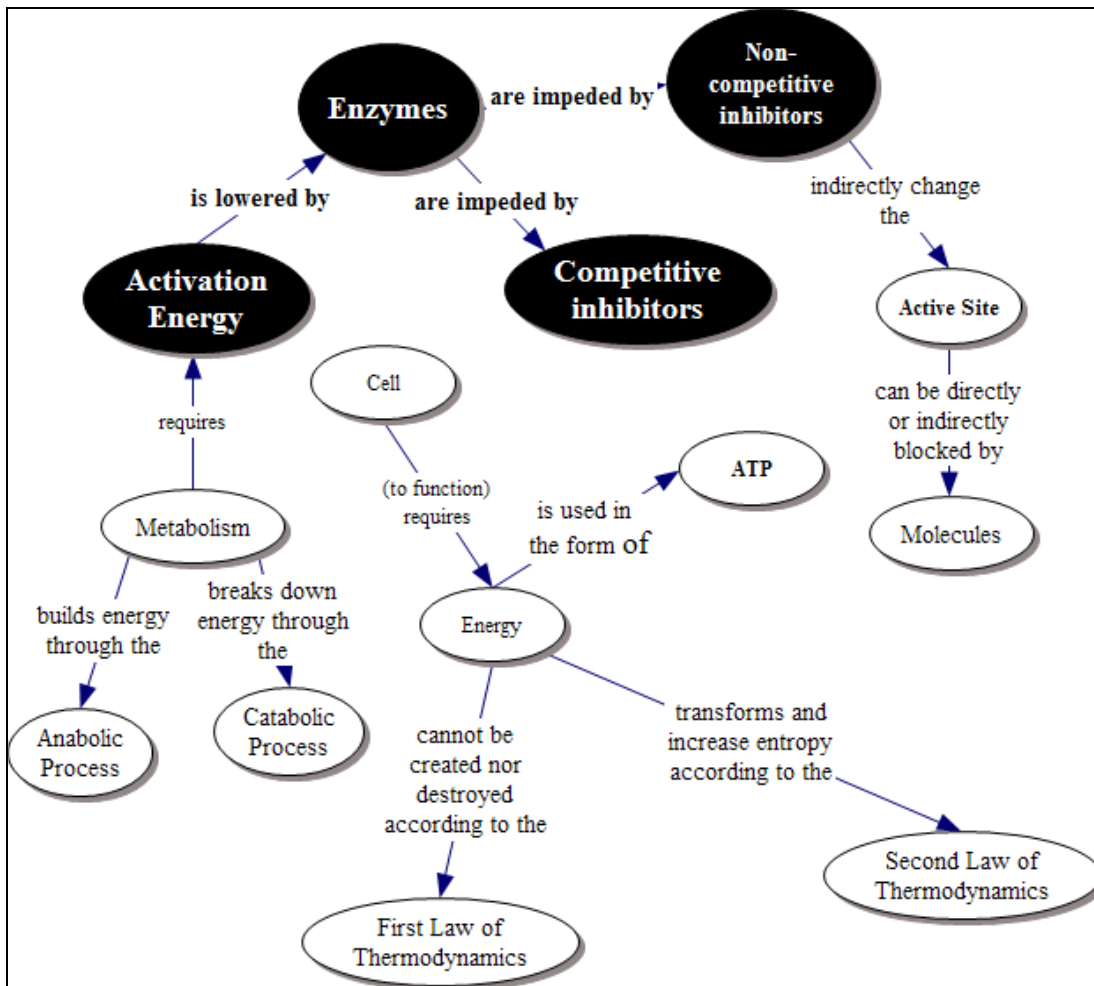 Non-
competitive
inhibitors
Enzymes
are impeded by
is lowered by
are impeded by
indirectly change
the
Activation
Energy
Competitive
inhibitors
Active Site
Cell
can be directly
or indirectly
blocked by
requires
ATP
(to function)
requires
is used in
the form of
Metabolism
Molecules
builds energy
through the
breaks down
energy through
the
Energy
Anabolic
Process
Catabolic
Process
cannot be
created nor
destroyed
according to the
transforms and
increase entropy
according to the
Second Law of
Thermodynamics
First Law of
Thermodynamics